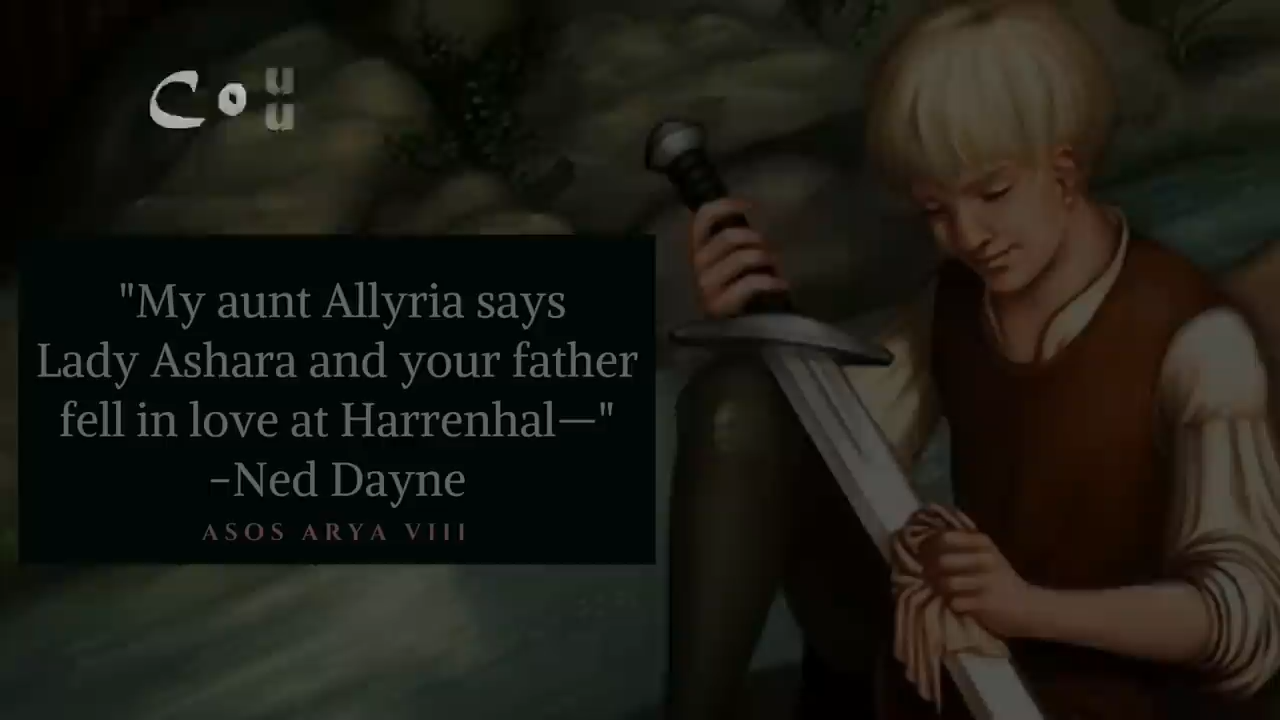 Cou
"My aunt Allyria says
Lady Ashara and your father
fell in love at Harrenhal—"
-Ned Dayne
ASOS ARYA VIII